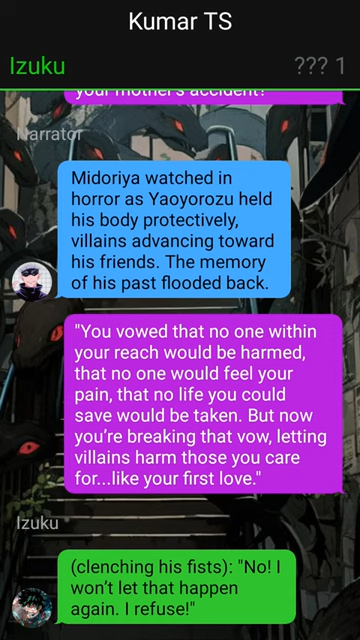 Kumar TS
Izuku ??? 1
your mother's accident?
Narrator
Midoriya watched in
horror as Yaoyorozu held
his body protectively,
villains advancing toward
his friends. The memory
of his past flooded back.
"You vowed that no one within
your reach would be harmed,
that no one would feel your
pain, that no life you could
save would be taken. But now
you're breaking that vow, letting
villains harm those you care
for...like your first love."
Izuku
(clenching his fists): "No! I
won't let that happen
again. I refuse!"